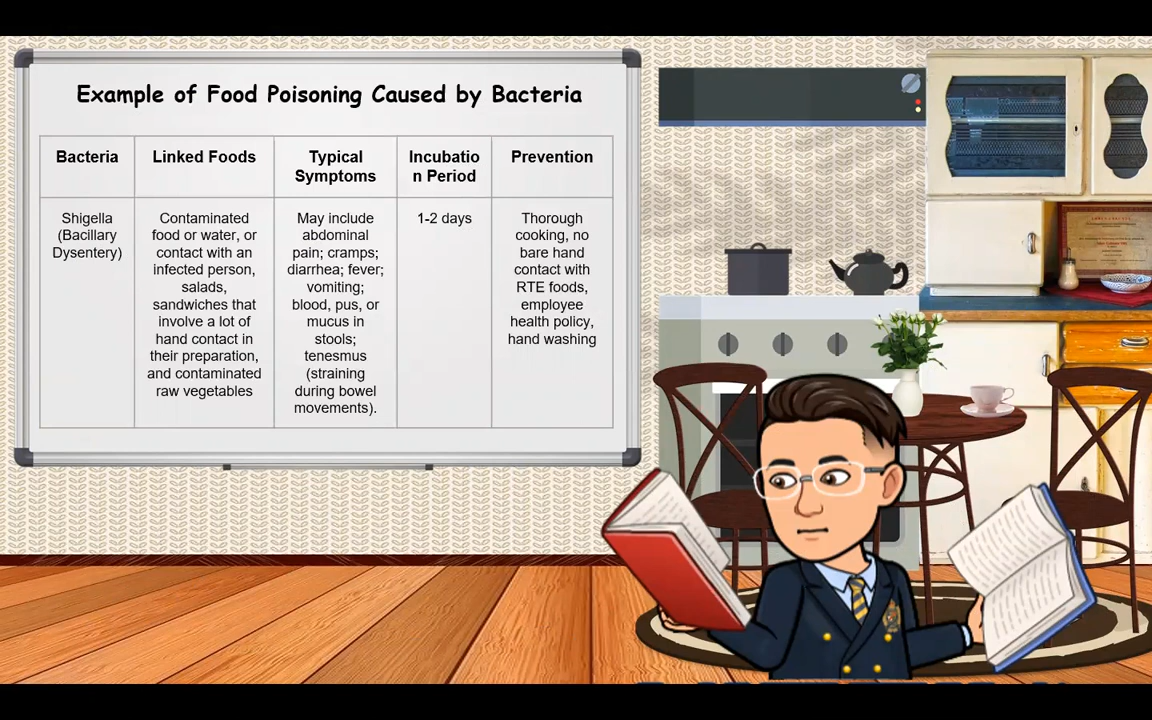 Example of Food Poisoning Caused by Bacteria
Bacteria
Linked Foods
Typical
Symptoms
Incubatio
n Period
Prevention
Shigella
(Bacillary
Dysentery)
Contaminated
food or water, or
contact with an
infected person,
salads,
sandwiches that
involve a lot of
hand contact in
their preparation,
and contaminated
raw vegetables
May include
abdominal
pain; cramps;
diarrhea; fever;
vomiting;
blood, pus, or
mucus in
stools;
tenesmus
(straining
during bowel
movements).
1-2 days
Thorough
cooking, no
bare hand
contact with
RTE foods,
employee
health policy,
hand washing